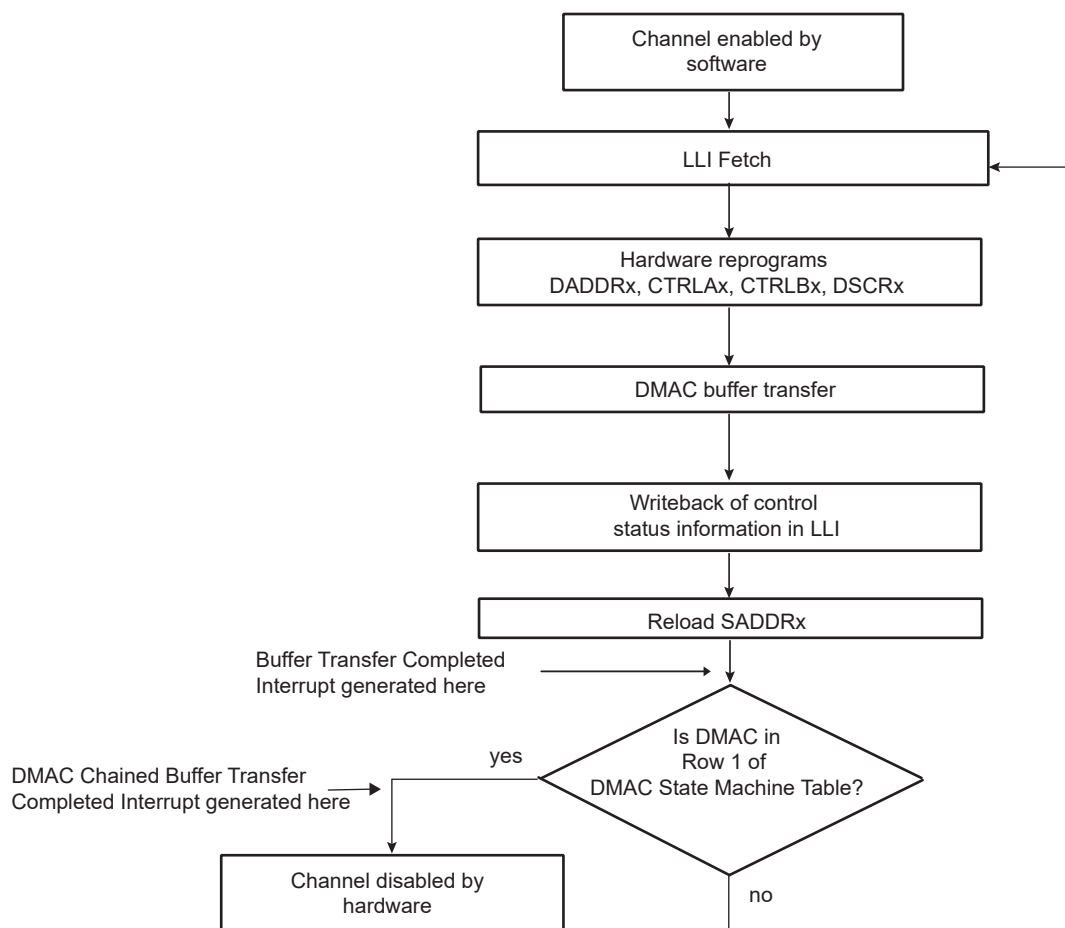 Channel enabled by
software
LLI Fetch
Hardware reprograms
DADDRx, CTRLAx, CTRLBx, DSCRx
DMAC buffer transfer
Writeback of control
status information in LLI
Reload SADDRx
Buffer Transfer Completed
Interrupt generated here
Is DMAC in
Row 1 of
DMAC State Machine Table?
yes
DMAC Chained Buffer Transfer
Completed Interrupt generated here
Channel disabled by
hardware
no